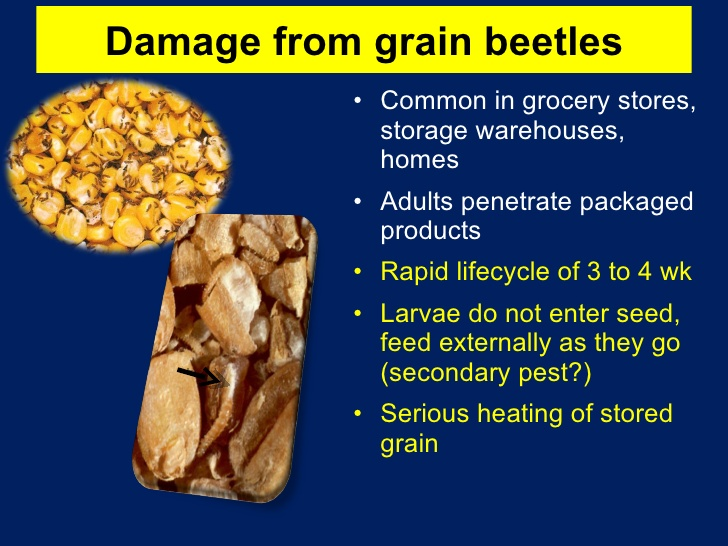 Damage from grain beetles
• Common in grocery stores,
storage warehouses,
homes
• Adults penetrate packaged
products
• Rapid lifecycle of 3 to 4 wk
• Larvae do not enter seed,
feed externally as they go
(secondary pest?)
• Serious heating of stored
grain